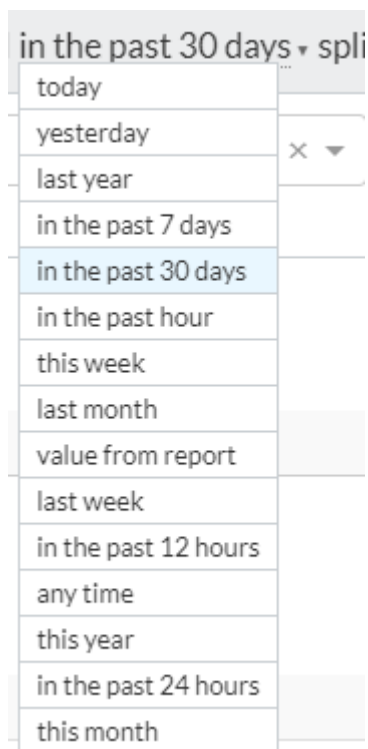 in the past 30 days ▾ spli
today
yesterday
last year
in the past 7 days
in the past 30 days
in the past hour
this week
last month
value from report
last week
in the past 12 hours
any time
this year
in the past 24 hours
this month